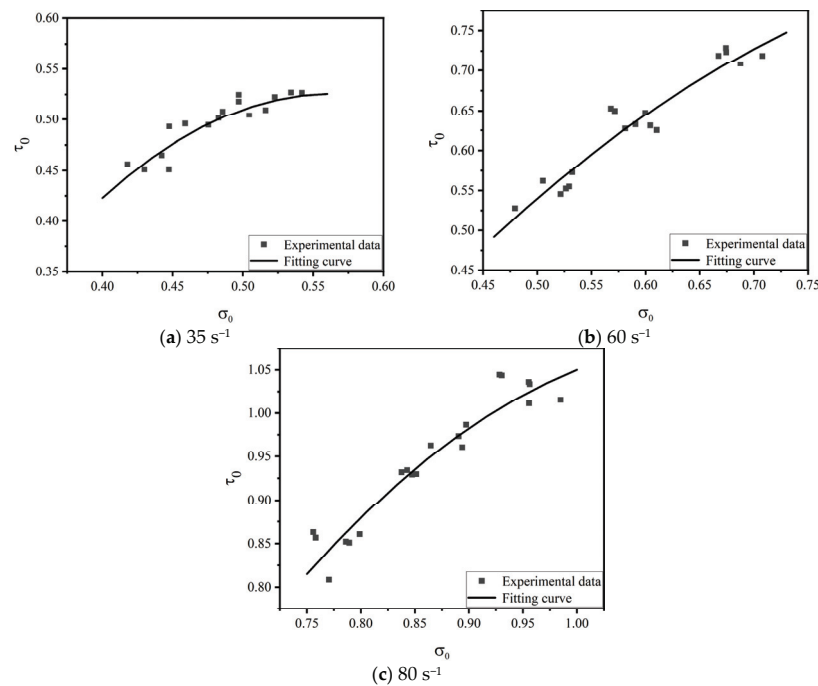 0.60
0.55
0.50
0.45
0.40
0.35
τ₀
Experimental data
Fitting curve
0.40 0.45 0.50 0.55 0.60
σ₀
(a) 35 s⁻¹
0.75
0.70
0.65
0.60
0.55
0.50
0.45
τ₀
Experimental data
Fitting curve
0.45 0.50 0.55 0.60 0.65 0.70 0.75
σ₀
(b) 60 s⁻¹
1.05
1.00
0.95
0.90
0.85
0.80
τ₀
Experimental data
Fitting curve
0.75 0.80 0.85 0.90 0.95 1.00
σ₀
(c) 80 s⁻¹